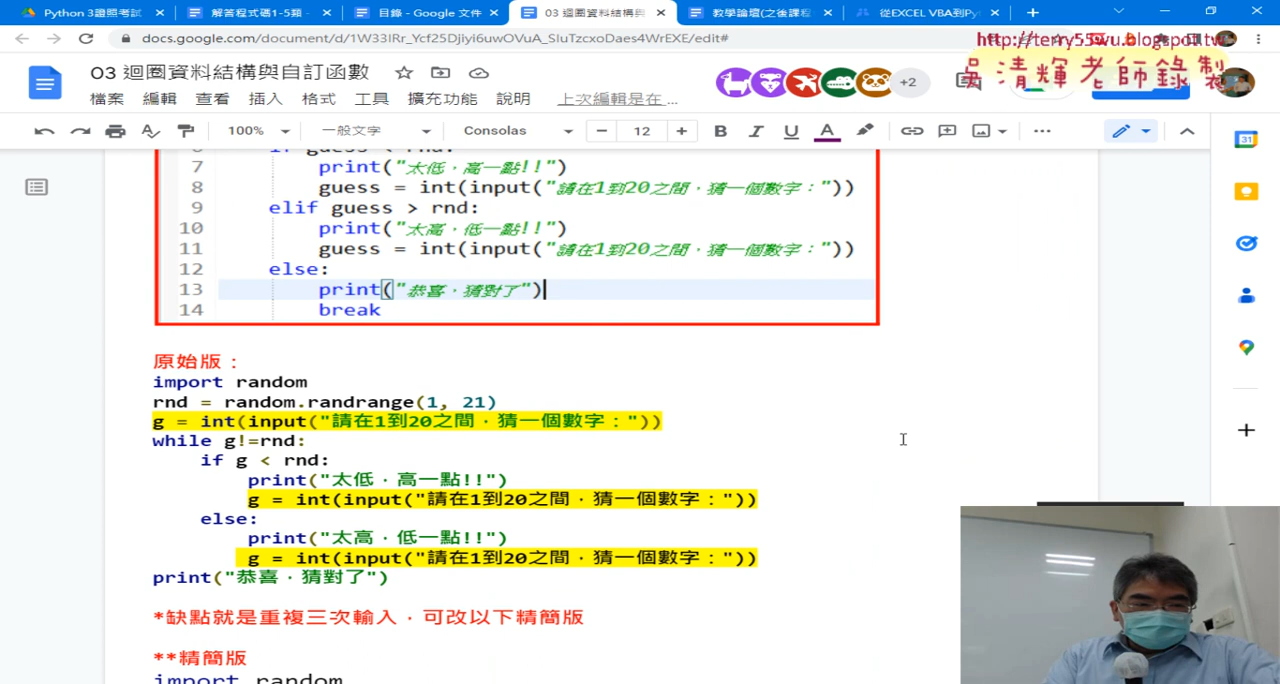 Python 3證照考試
解答程式碼1-5類 -
目錄 - Google 文件
03 迴圈資料結構與
教學論壇(之後課程
從EXCEL VBA到Py
docs.google.com/document/d/1W33IRr_Ycf25Djiyi6uwOVuA_SIuTzcxoDaes4WrEXE/edit#
http://terry55wu.blogspot.tw
吳清輝老師錄製
03 迴圈資料結構與自訂函數
+2
檔案 編輯 查看 插入 格式 工具 擴充功能 說明 上次編輯是在 ...
100% 一般文字 Consolas 12 B I U A
7 print("太低，高一點!!")
8 guess = int(input("請在1到20之間，猜一個數字："))
9 elif guess > rnd:
10 print("太高，低一點!!")
11 guess = int(input("請在1到20之間，猜一個數字："))
12 else:
13 print("恭喜，猜對了")
14 break
原始版：
import random
rnd = random.randrange(1, 21)
g = int(input("請在1到20之間，猜一個數字："))
while g!=rnd:
if g < rnd:
print("太低，高一點!!")
g = int(input("請在1到20之間，猜一個數字："))
else:
print("太高，低一點!!")
g = int(input("請在1到20之間，猜一個數字："))
print("恭喜，猜對了")
*缺點就是重複三次輸入，可改以下精簡版
**精簡版
import random